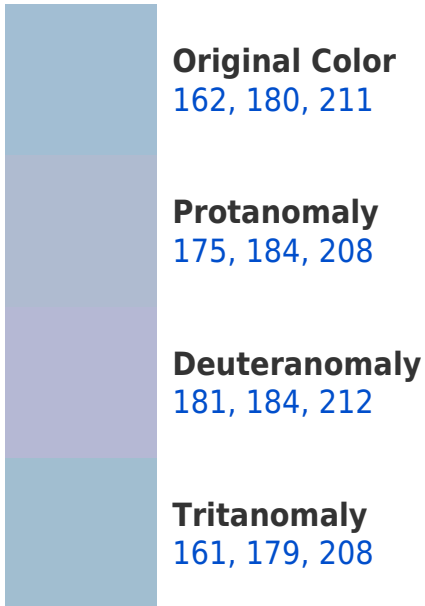 Original Color
162, 180, 211
Protanomaly
175, 184, 208
Deuteranomaly
181, 184, 212
Tritanomaly
161, 179, 208